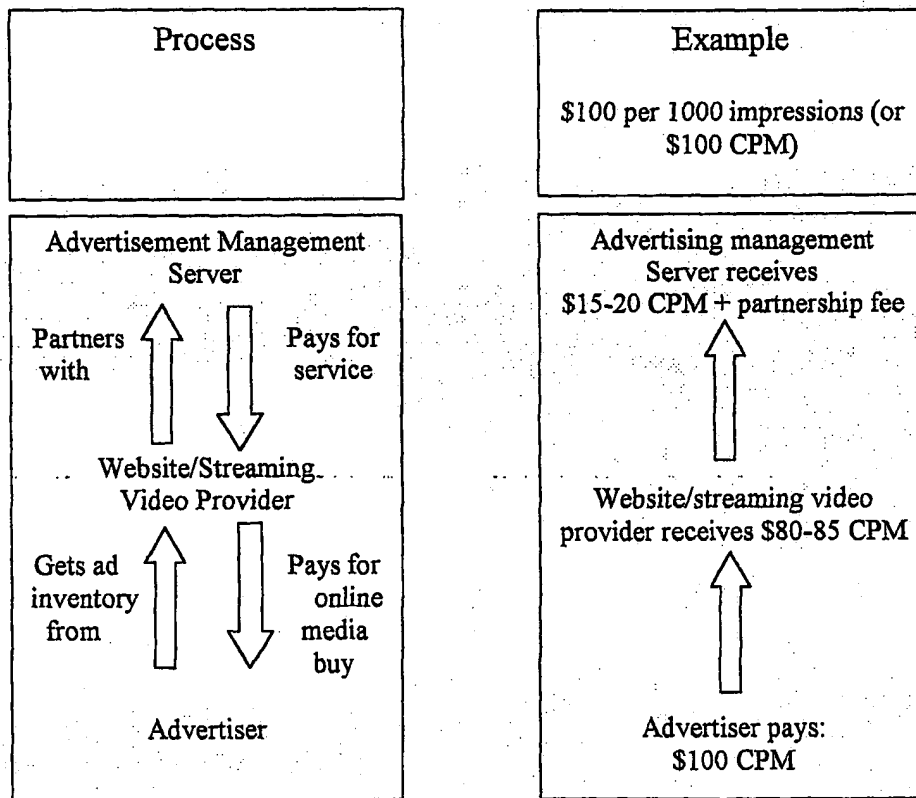 Process
Example
$100 per 1000 impressions (or
$100 CPM)
Advertisement Management
Server
Partners
with
Pays for
service
Website/Streaming
Video Provider
Gets ad
inventory
from
Pays for
online
media
buy
Advertiser
Advertising management
Server receives
$15-20 CPM + partnership fee
Website/streaming video
provider receives $80-85 CPM
Advertiser pays:
$100 CPM